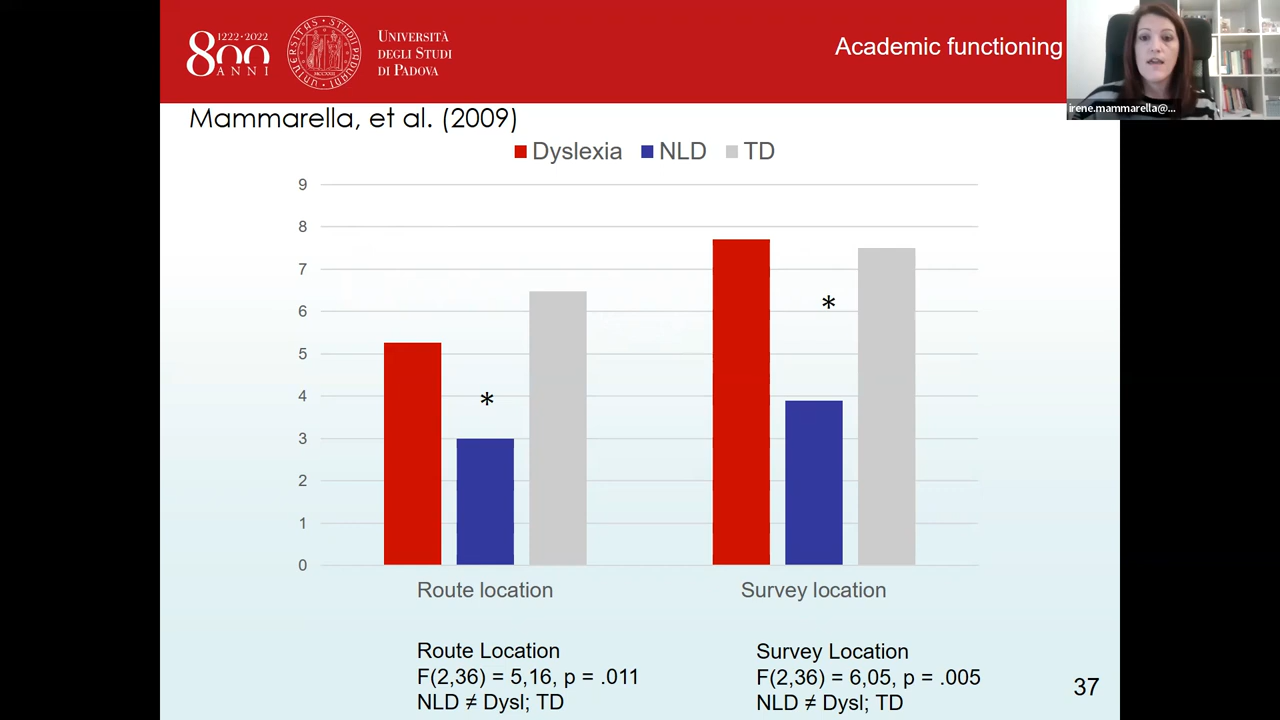 1222·2022
800
ANNI
UNIVERSITÀ
DEGLI STUDI
DI PADOVA
Academic functioning
irene.mammarella@...
Mammarella, et al. (2009)
Dyslexia NLD TD
9
8
7
6
5
4
3
2
1
0
*
*
Route location Survey location
Route Location
F(2,36) = 5,16, p = .011
NLD ≠ Dysl; TD
Survey Location
F(2,36) = 6,05, p = .005
NLD ≠ Dysl; TD
37